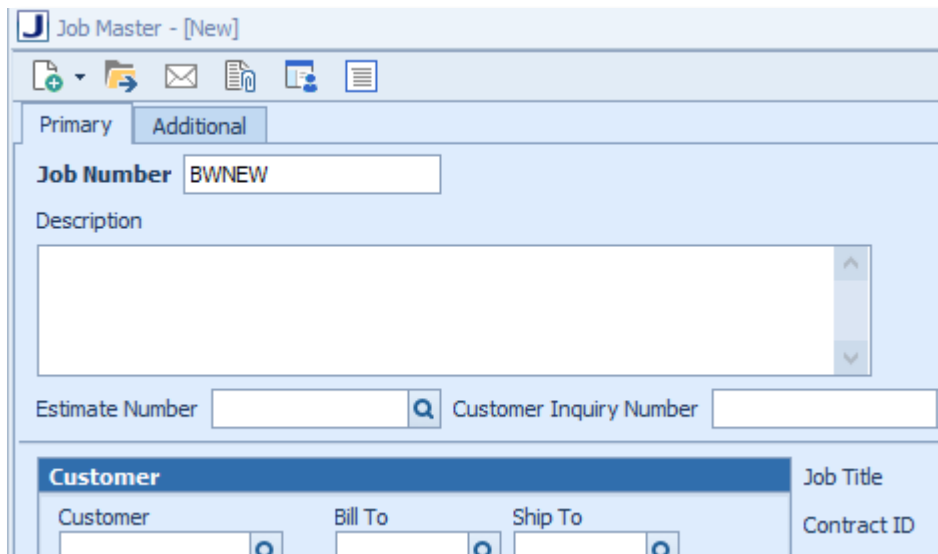 J Job Master - [New]
Primary Additional
Job Number BWNEW
Description
Estimate Number Customer Inquiry Number
Customer Job Title
Customer Bill To Ship To Contract ID